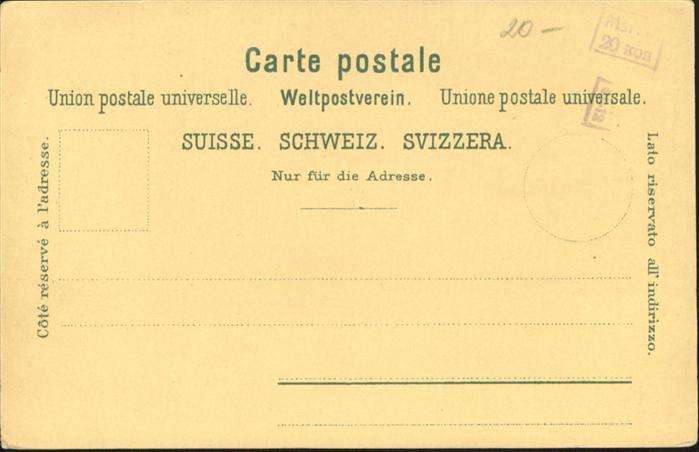 20 —
20 коп
Carte postale
Union postale universelle. Weltpostverein. Unione postale universale.
SUISSE. SCHWEIZ. SVIZZERA.
Nur für die Adresse.
Côté réservé à l'adresse.
Lato riservato all' indirizzo.